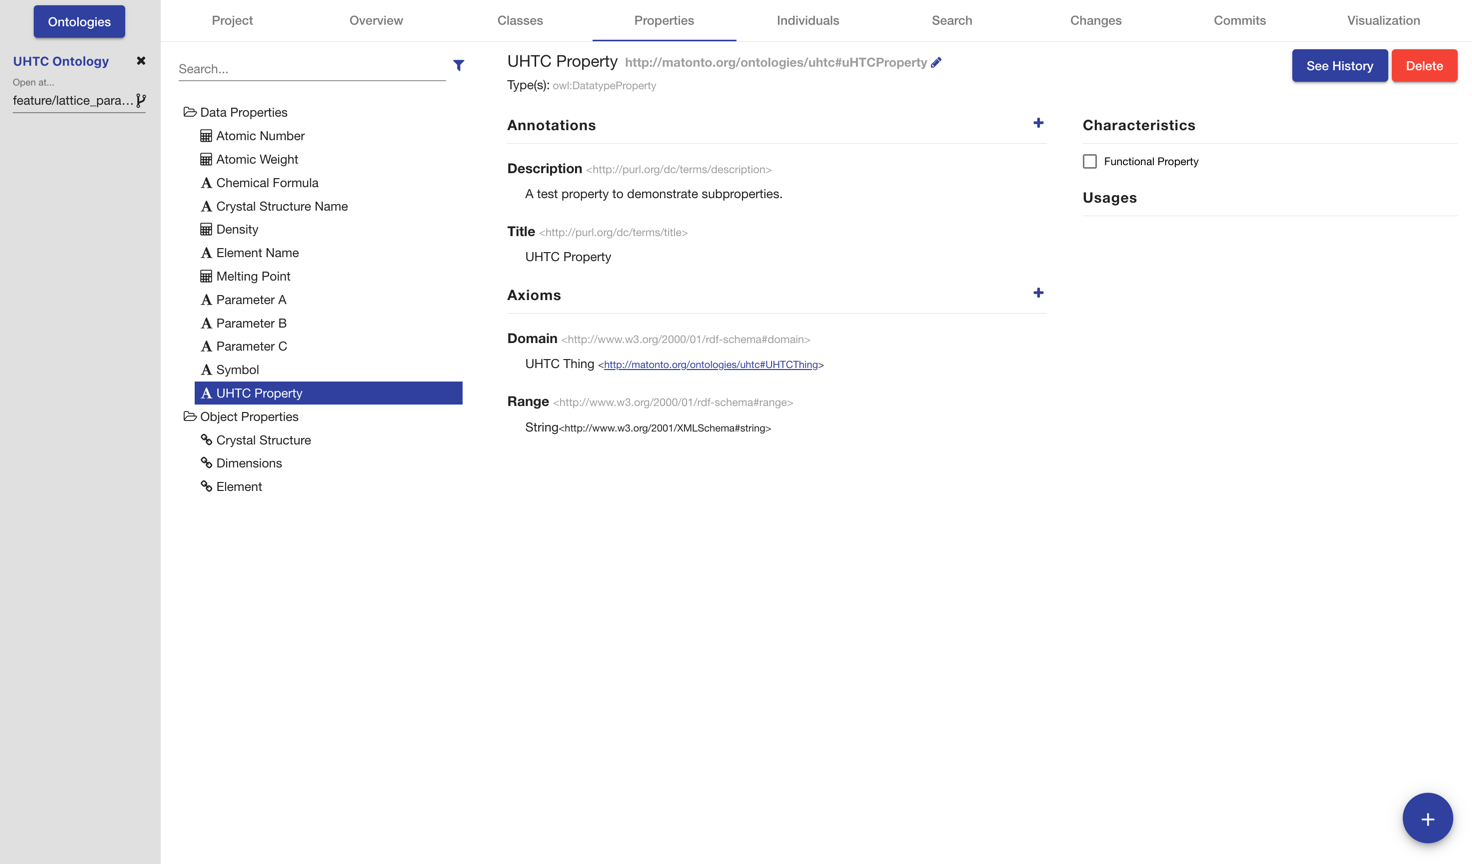 Ontologies
UHTC Ontology
Open at...
feature/lattice_para...
Project
Overview
Classes
Properties
Individuals
Search
Changes
Commits
Visualization
Search...
Data Properties
Atomic Number
Atomic Weight
Chemical Formula
Crystal Structure Name
Density
Element Name
Melting Point
Parameter A
Parameter B
Parameter C
Symbol
UHTC Property
Object Properties
Crystal Structure
Dimensions
Element
UHTC Property http://matonto.org/ontologies/uhtc#uHTCProperty
Type(s): owl:DatatypeProperty
See History
Delete
Annotations
Description <http://purl.org/dc/terms/description>
A test property to demonstrate subproperties.
Title <http://purl.org/dc/terms/title>
UHTC Property
Axioms
Domain <http://www.w3.org/2000/01/rdf-schema#domain>
UHTC Thing <http://matonto.org/ontologies/uhtc#UHTCThing>
Range <http://www.w3.org/2000/01/rdf-schema#range>
String<http://www.w3.org/2001/XMLSchema#string>
Characteristics
Functional Property
Usages